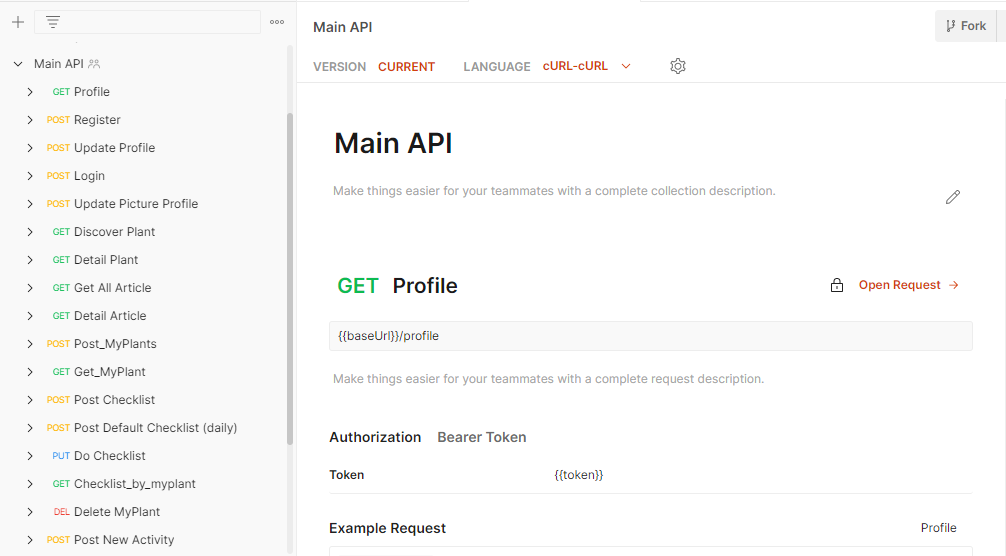 Main API
GET Profile
POST Register
POST Update Profile
POST Login
POST Update Picture Profile
GET Discover Plant
GET Detail Plant
GET Get All Article
GET Detail Article
POST Post_MyPlants
GET Get_MyPlant
POST Post Checklist
POST Post Default Checklist (daily)
PUT Do Checklist
GET Checklist_by_myplant
DEL Delete MyPlant
POST Post New Activity
Main API
Fork
VERSION CURRENT LANGUAGE cURL-cURL
Main API
Make things easier for your teammates with a complete collection description.
GET Profile
Open Request →
{{baseUrl}}/profile
Make things easier for your teammates with a complete request description.
Authorization Bearer Token
Token {{token}}
Example Request Profile